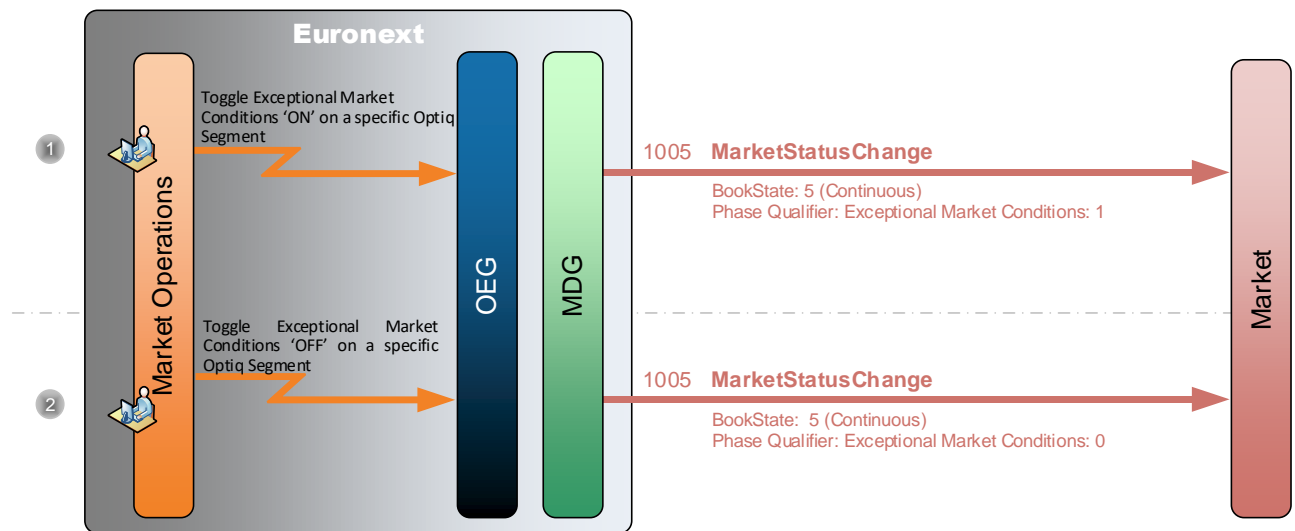 Euronext
Market Operations
OEG
MDG
Market
1
Toggle Exceptional Market
Conditions ‘ON’ on a specific Optiq
Segment
1005 MarketStatusChange
BookState: 5 (Continuous)
Phase Qualifier: Exceptional Market Conditions: 1
2
Toggle Exceptional Market
Conditions ‘OFF’ on a specific
Optiq Segment
1005 MarketStatusChange
BookState: 5 (Continuous)
Phase Qualifier: Exceptional Market Conditions: 0